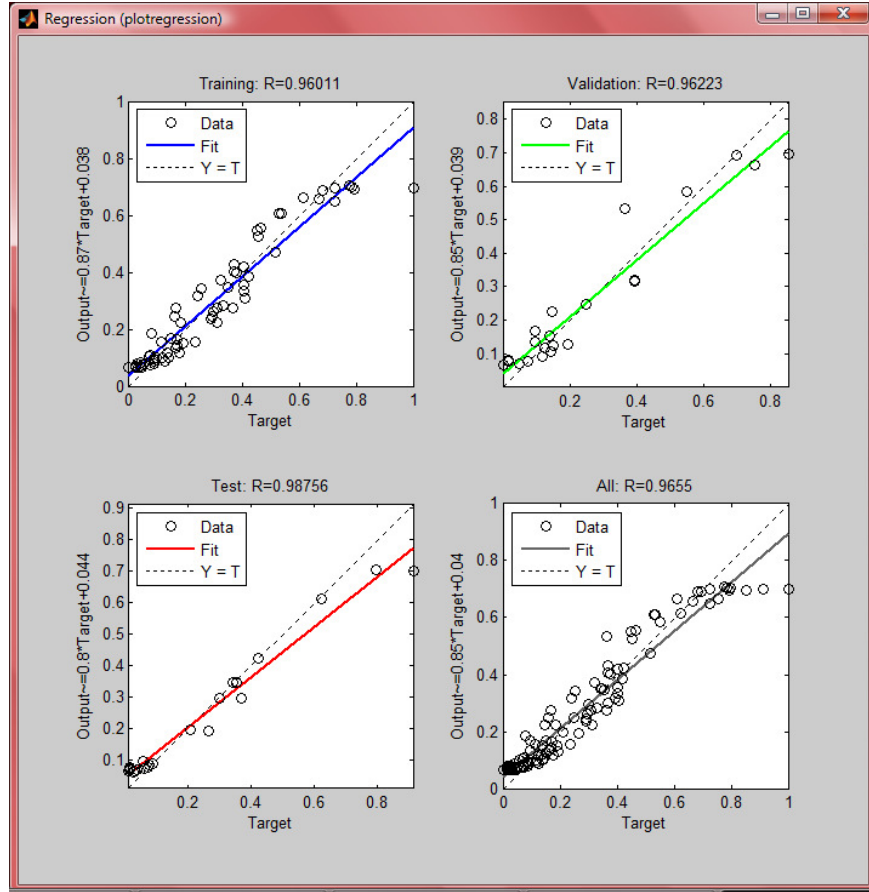 Regression (plotregression)
Training: R=0.96011
Output~=0.87*Target+0.038
1
0.8
0.6
0.4
0.2
0
Data
Fit
Y = T
0
0.2
0.4
0.6
0.8
1
Target
Validation: R=0.96223
Output~=0.85*Target+0.039
0.8
0.7
0.6
0.5
0.4
0.3
0.2
0.1
Data
Fit
Y = T
0.2
0.4
0.6
0.8
Target
Test: R=0.98756
Output~=0.8*Target+0.044
0.9
0.8
0.7
0.6
0.5
0.4
0.3
0.2
0.1
Data
Fit
Y = T
0.2
0.4
0.6
0.8
Target
All: R=0.9655
Output~=0.85*Target+0.04
1
0.8
0.6
0.4
0.2
0
Data
Fit
Y = T
0
0.2
0.4
0.6
0.8
1
Target